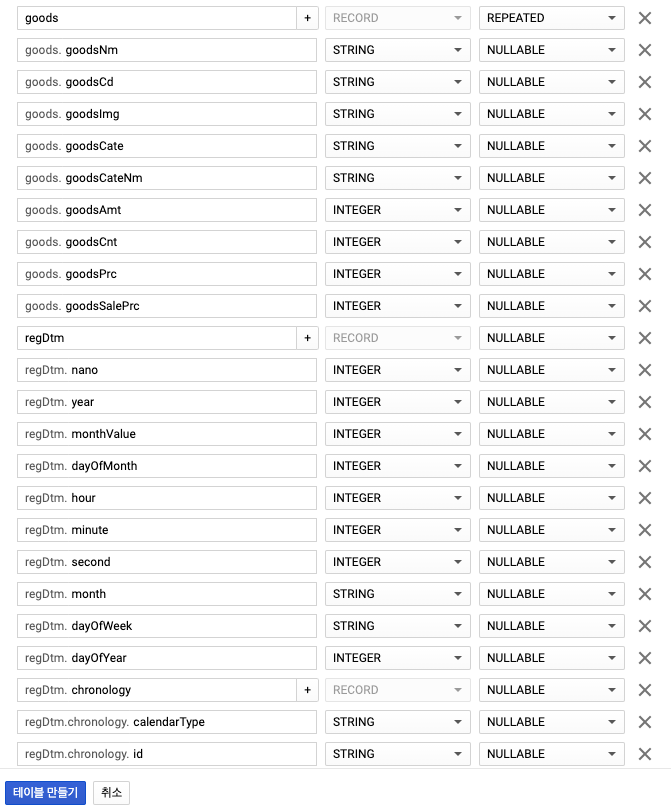 goods + RECORD REPEATED
goods. goodsNm STRING NULLABLE
goods. goodsCd STRING NULLABLE
goods. goodsImg STRING NULLABLE
goods. goodsCate STRING NULLABLE
goods. goodsCateNm STRING NULLABLE
goods. goodsAmt INTEGER NULLABLE
goods. goodsCnt INTEGER NULLABLE
goods. goodsPrc INTEGER NULLABLE
goods. goodsSalePrc INTEGER NULLABLE
regDtm + RECORD NULLABLE
regDtm. nano INTEGER NULLABLE
regDtm. year INTEGER NULLABLE
regDtm. monthValue INTEGER NULLABLE
regDtm. dayOfMonth INTEGER NULLABLE
regDtm. hour INTEGER NULLABLE
regDtm. minute INTEGER NULLABLE
regDtm. second INTEGER NULLABLE
regDtm. month STRING NULLABLE
regDtm. dayOfWeek STRING NULLABLE
regDtm. dayOfYear INTEGER NULLABLE
regDtm. chronology + RECORD NULLABLE
regDtm.chronology. calendarType STRING NULLABLE
regDtm.chronology. id STRING NULLABLE
테이블 만들기 취소